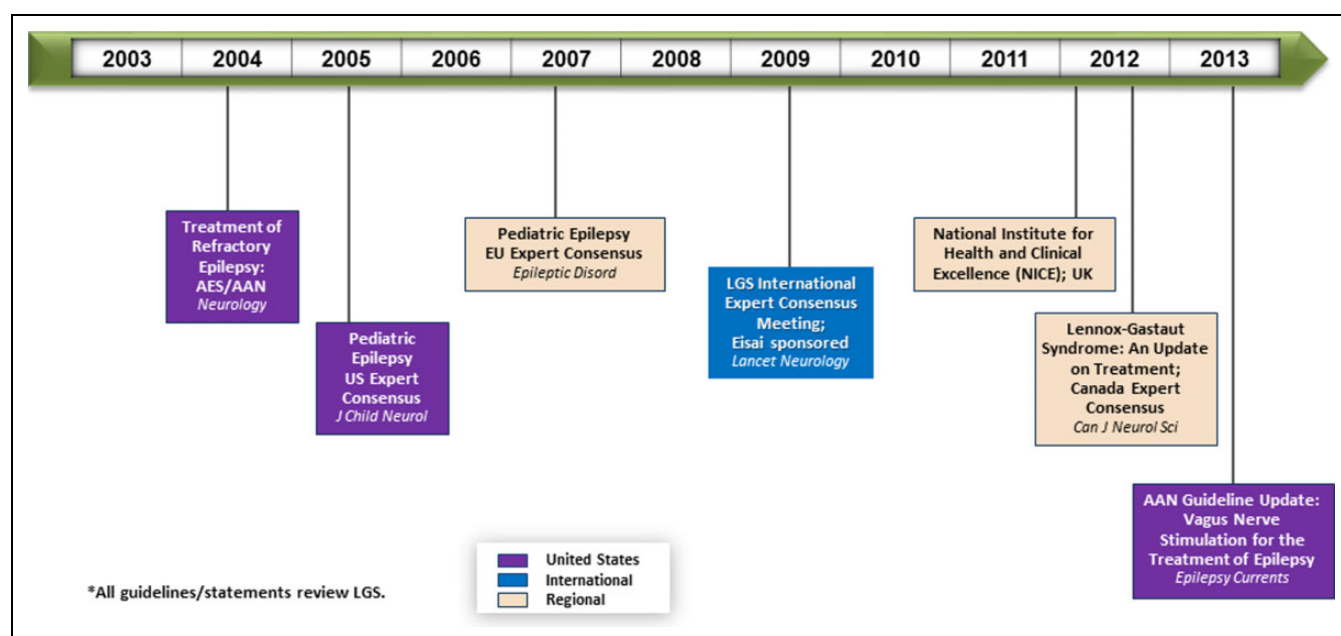 2003 2004 2005 2006 2007 2008 2009 2010 2011 2012 2013
Treatment of
Refractory
Epilepsy:
AES/AAN
Neurology
Pediatric
Epilepsy
US Expert
Consensus
J Child Neurol
Pediatric Epilepsy
EU Expert Consensus
Epileptic Disord
LGS International
Expert Consensus
Meeting;
Eisai sponsored
Lancet Neurology
National Institute for
Health and Clinical
Excellence (NICE); UK
Lennox-Gastaut
Syndrome: An Update
on Treatment;
Canada Expert
Consensus
Can J Neurol Sci
AAN Guideline Update:
Vagus Nerve
Stimulation for the
Treatment of Epilepsy
Epilepsy Currents
United States
International
Regional
*All guidelines/statements review LGS.